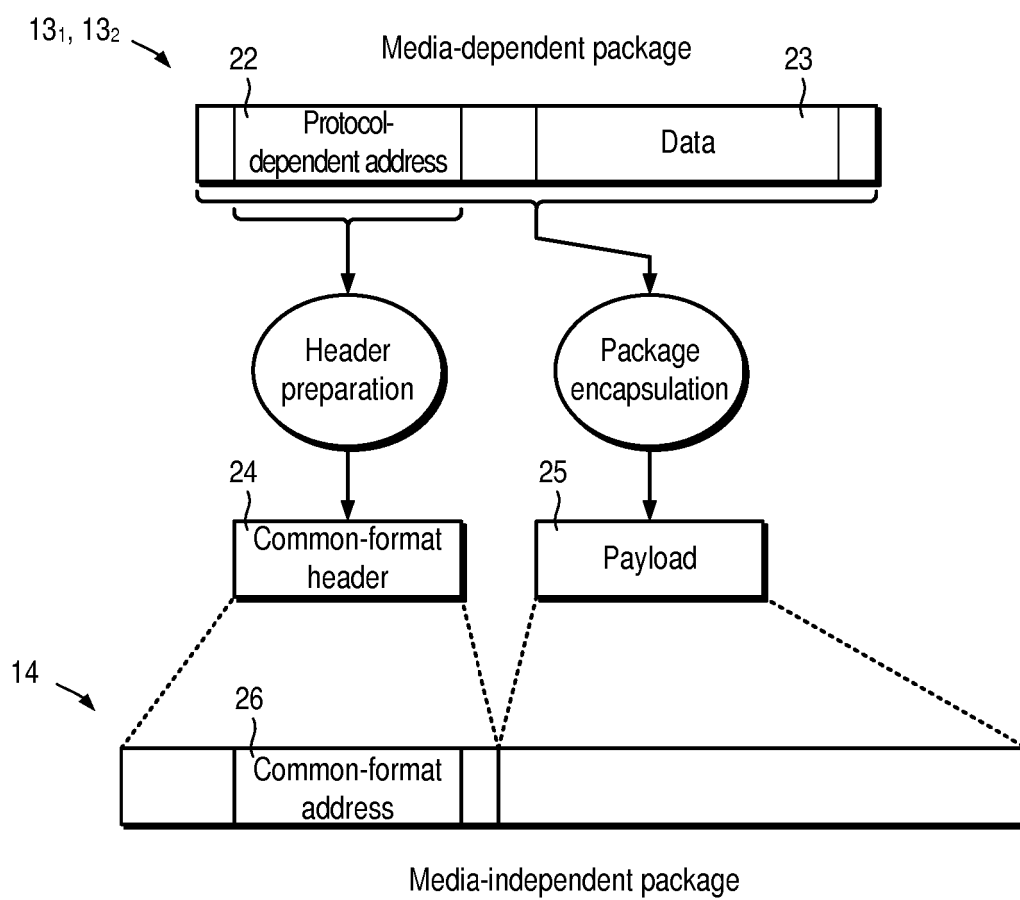 13₁, 13₂
Media-dependent package
22
23
Protocol-
dependent address
Data
Header
preparation
Package
encapsulation
24
25
Common-format
header
Payload
14
26
Common-format
address
Media-independent package